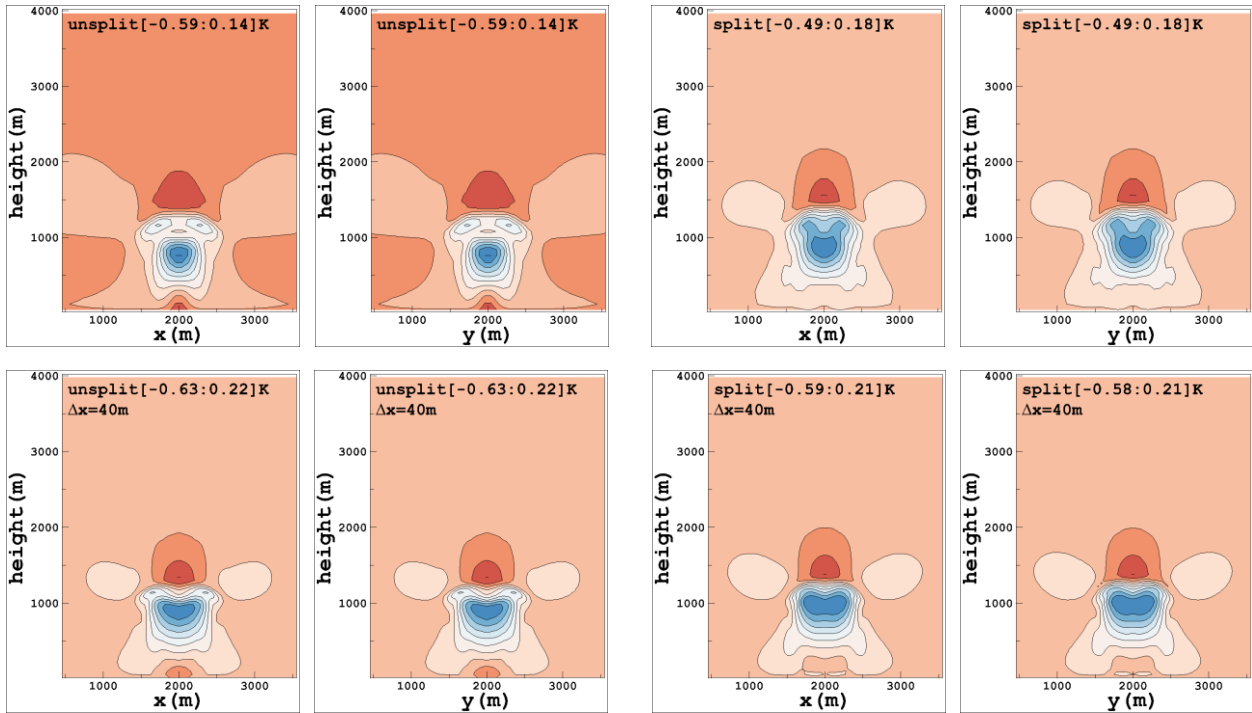 unsplit[-0.59:0.14]K
4000
3000
2000
1000
height(m)
1000 2000 3000
x(m)
unsplit[-0.59:0.14]K
4000
3000
2000
1000
height(m)
1000 2000 3000
y(m)
split[-0.49:0.18]K
4000
3000
2000
1000
height(m)
1000 2000 3000
x(m)
split[-0.49:0.18]K
4000
3000
2000
1000
height(m)
1000 2000 3000
y(m)
unsplit[-0.63:0.22]K
Δx=40m
4000
3000
2000
1000
height(m)
1000 2000 3000
x(m)
unsplit[-0.63:0.22]K
Δx=40m
4000
3000
2000
1000
height(m)
1000 2000 3000
y(m)
split[-0.59:0.21]K
Δx=40m
4000
3000
2000
1000
height(m)
1000 2000 3000
x(m)
split[-0.58:0.21]K
Δx=40m
4000
3000
2000
1000
height(m)
1000 2000 3000
y(m)